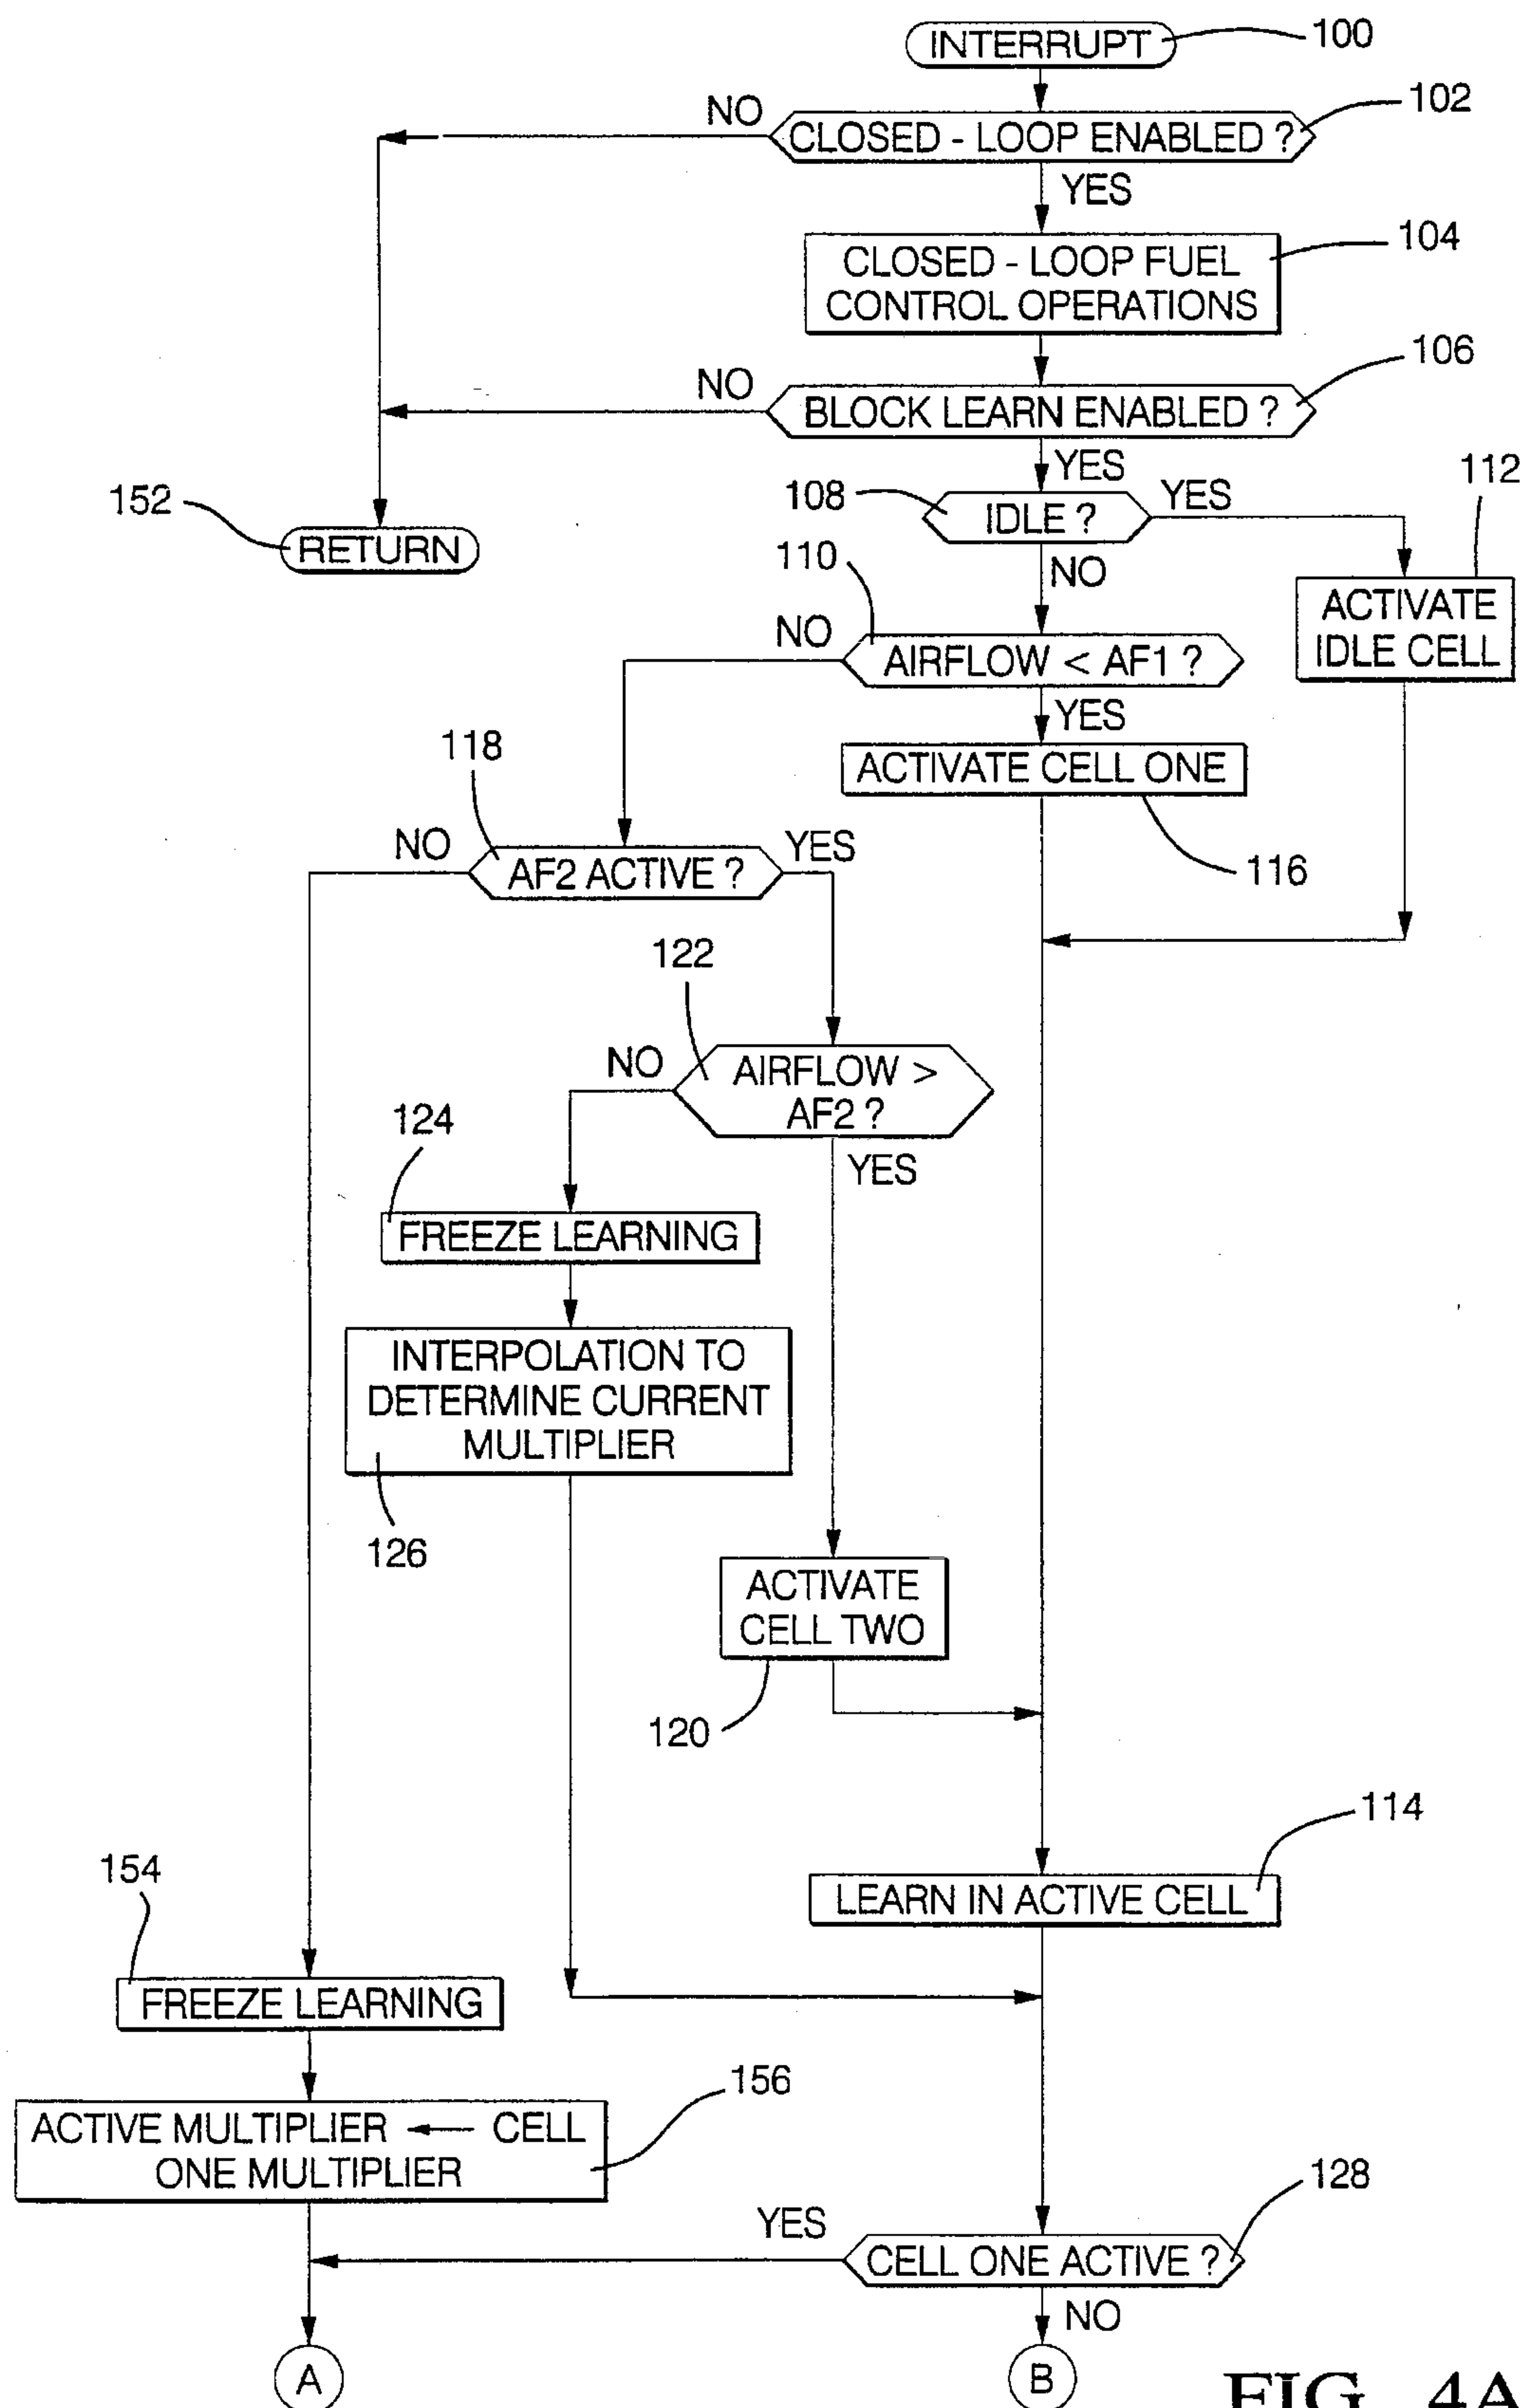 INTERRUPT
100
NO
CLOSED - LOOP ENABLED ?
102
YES
CLOSED - LOOP FUEL
CONTROL OPERATIONS
104
NO
BLOCK LEARN ENABLED ?
106
YES
152
RETURN
108
IDLE ?
YES
112
110
NO
ACTIVATE
IDLE CELL
NO
AIRFLOW < AF1 ?
YES
118
ACTIVATE CELL ONE
116
NO
AF2 ACTIVE ?
YES
122
NO
AIRFLOW >
AF2 ?
YES
124
FREEZE LEARNING
INTERPOLATION TO
DETERMINE CURRENT
MULTIPLIER
126
ACTIVATE
CELL TWO
120
114
154
LEARN IN ACTIVE CELL
FREEZE LEARNING
156
ACTIVE MULTIPLIER ← CELL
ONE MULTIPLIER
128
YES
CELL ONE ACTIVE ?
NO
A
B
FIG. 4A